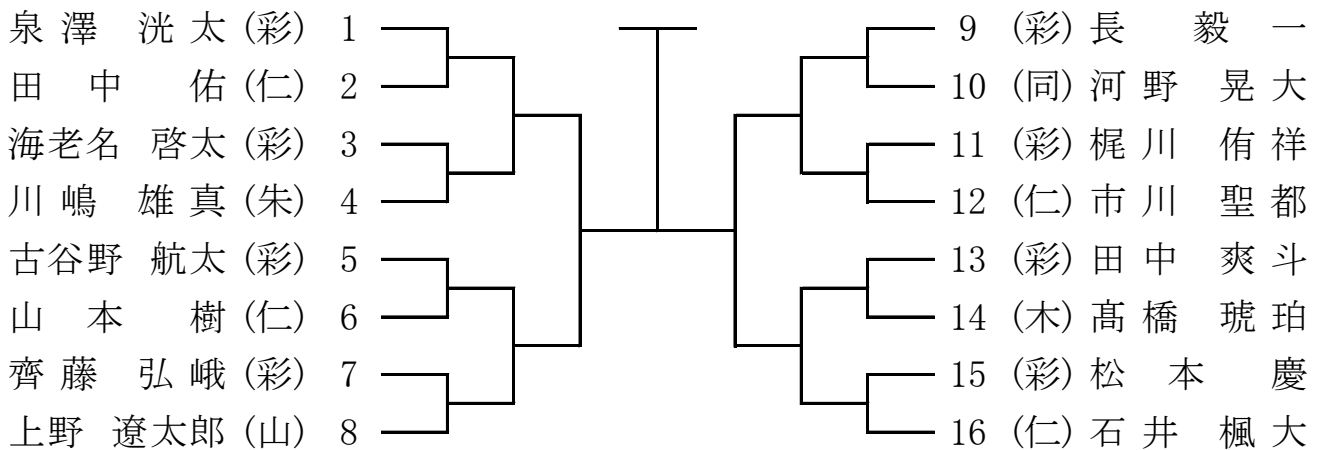 泉澤 洸太 (彩) 1
田中 佑 (仁) 2
海老名 啓太 (彩) 3
川嶋 雄真 (朱) 4
古谷野 航太 (彩) 5
山本 樹 (仁) 6
齊藤 弘峨 (彩) 7
上野 遼太郎 (山) 8
9 (彩) 長 毅一
10 (同) 河野 晃大
11 (彩) 梶川 侑祥
12 (仁) 市川 聖都
13 (彩) 田中 爽斗
14 (木) 髙橋 琥珀
15 (彩) 松本 慶
16 (仁) 石井 楓大